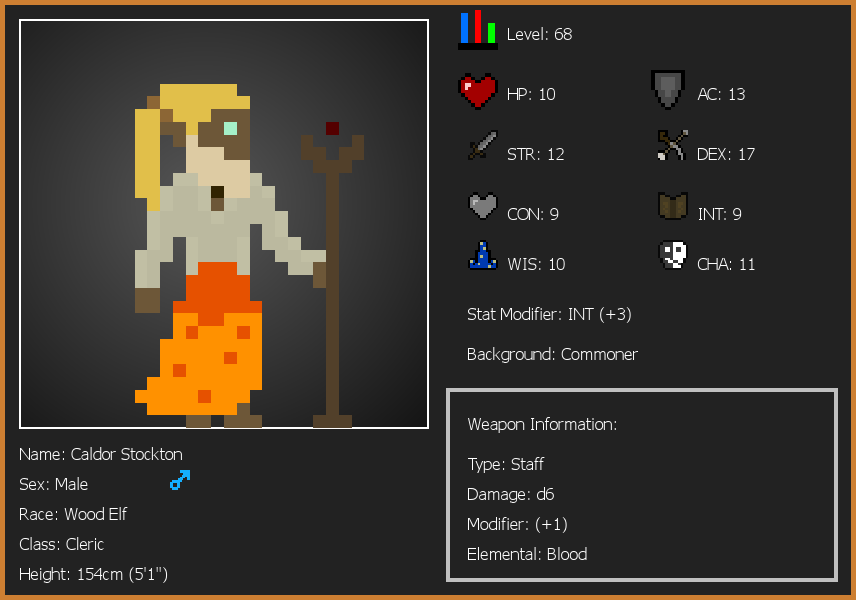 Level: 68
HP: 10
AC: 13
STR: 12
DEX: 17
CON: 9
INT: 9
WIS: 10
CHA: 11
Stat Modifier: INT (+3)
Background: Commoner
Weapon Information:
Type: Staff
Damage: d6
Modifier: (+1)
Elemental: Blood
Name: Caldor Stockton
Sex: Male
Race: Wood Elf
Class: Cleric
Height: 154cm (5'1")